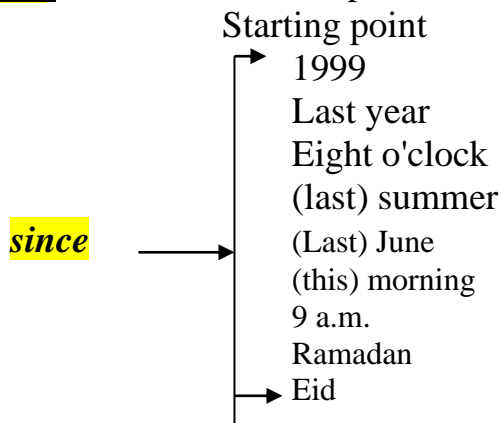 Starting point
1999
Last year
Eight o'clock
(last) summer
since
(Last) June
(this) morning
9 a.m.
Ramadan
Eid